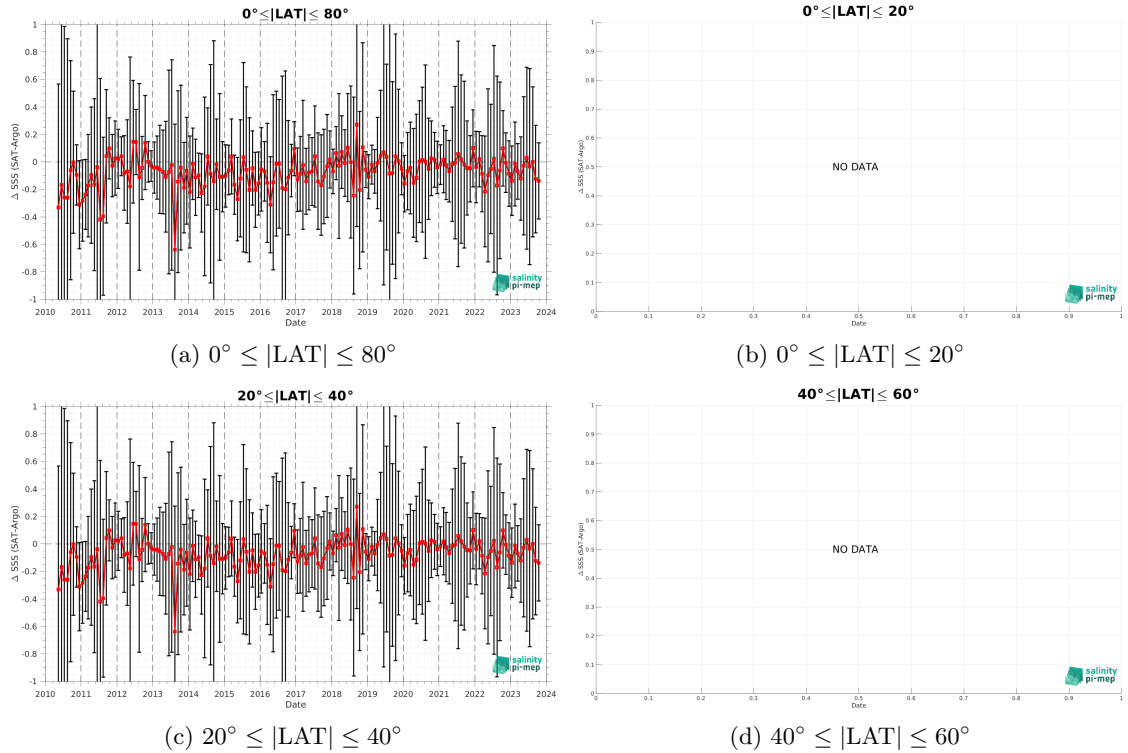 0°≤|LAT|≤ 80°
1
0.8
0.6
0.4
0.2
0
-0.2
-0.4
-0.6
-0.8
-1
Δ SSS (SAT-Argo)
2010 2011 2012 2013 2014 2015 2016 2017 2018 2019 2020 2021 2022 2023 2024
Date
salinity
pi-mep
(a) 0° ≤ |LAT| ≤ 80°
0°≤|LAT|≤ 20°
1
0.9
0.8
0.7
0.6
0.5
0.4
0.3
0.2
0.1
0
Δ SSS (SAT-Argo)
NO DATA
0 0.1 0.2 0.3 0.4 0.5 0.6 0.7 0.8 0.9 1
Date
salinity
pi-mep
(b) 0° ≤ |LAT| ≤ 20°
20°≤|LAT|≤ 40°
1
0.8
0.6
0.4
0.2
0
-0.2
-0.4
-0.6
-0.8
-1
Δ SSS (SAT-Argo)
2010 2011 2012 2013 2014 2015 2016 2017 2018 2019 2020 2021 2022 2023 2024
Date
salinity
pi-mep
(c) 20° ≤ |LAT| ≤ 40°
40°≤|LAT|≤ 60°
1
0.9
0.8
0.7
0.6
0.5
0.4
0.3
0.2
0.1
0
Δ SSS (SAT-Argo)
NO DATA
0 0.1 0.2 0.3 0.4 0.5 0.6 0.7 0.8 0.9 1
Date
salinity
pi-mep
(d) 40° ≤ |LAT| ≤ 60°